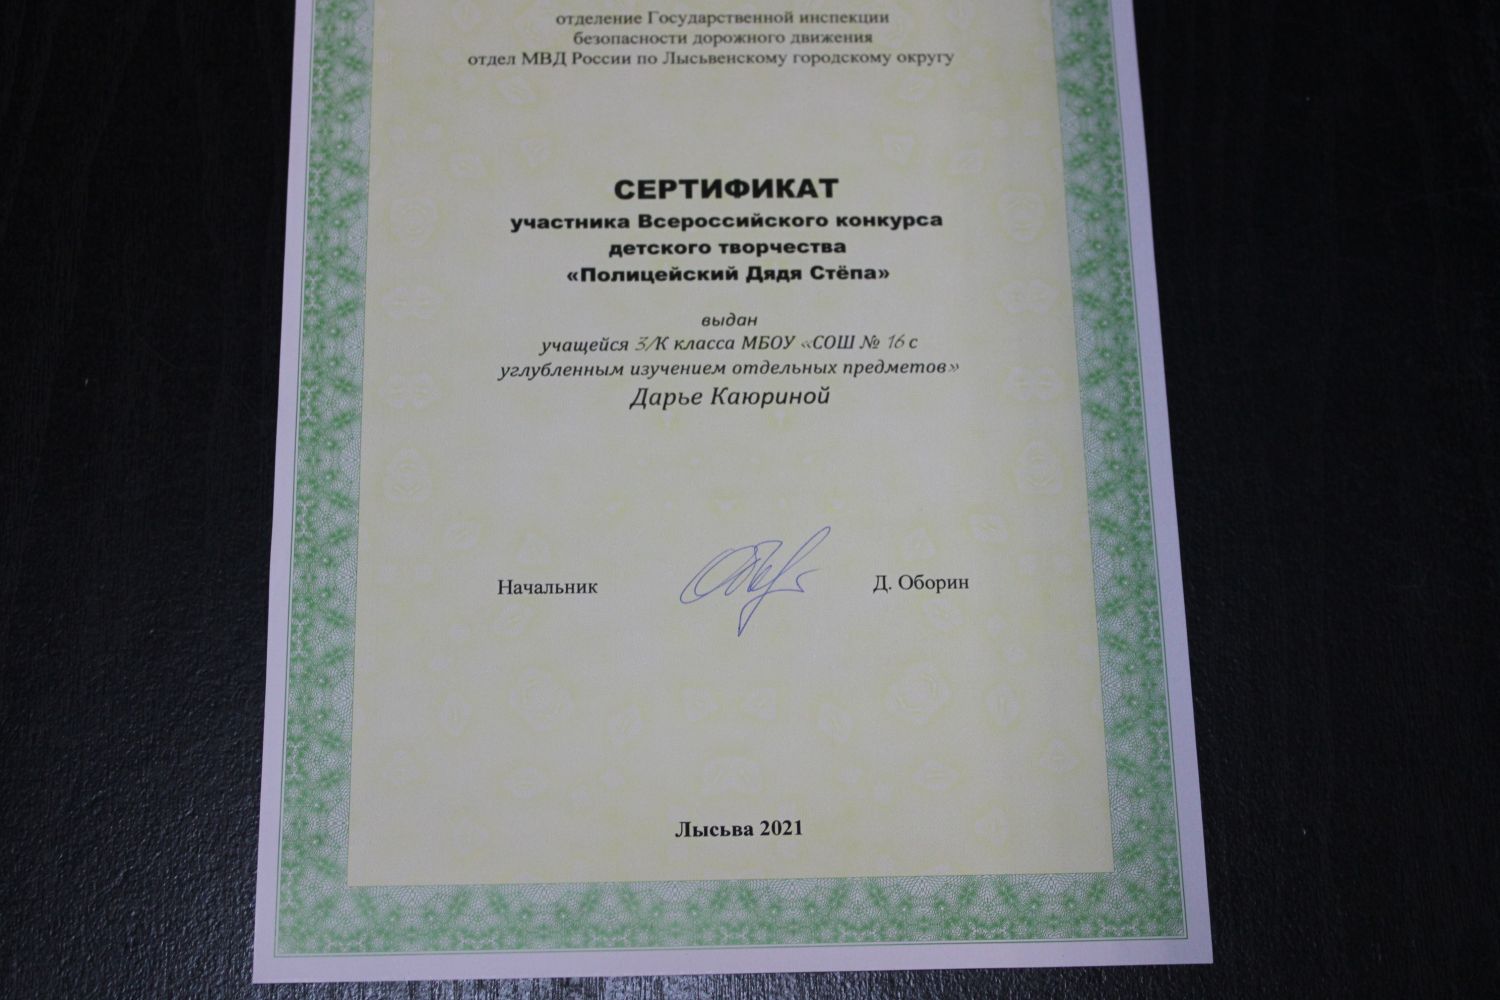 отделение Государственной инспекции
безопасности дорожного движения
отдел МВД России по Лысьвенскому городскому округу
СЕРТИФИКАТ
участника Всероссийского конкурса
детского творчества
«Полицейский Дядя Стёпа»
выдан
учащейся 3/К класса МБОУ «СОШ № 16 с
углубленным изучением отдельных предметов»
Дарье Каюриной
Начальник Д. Оборин
Лысьва 2021